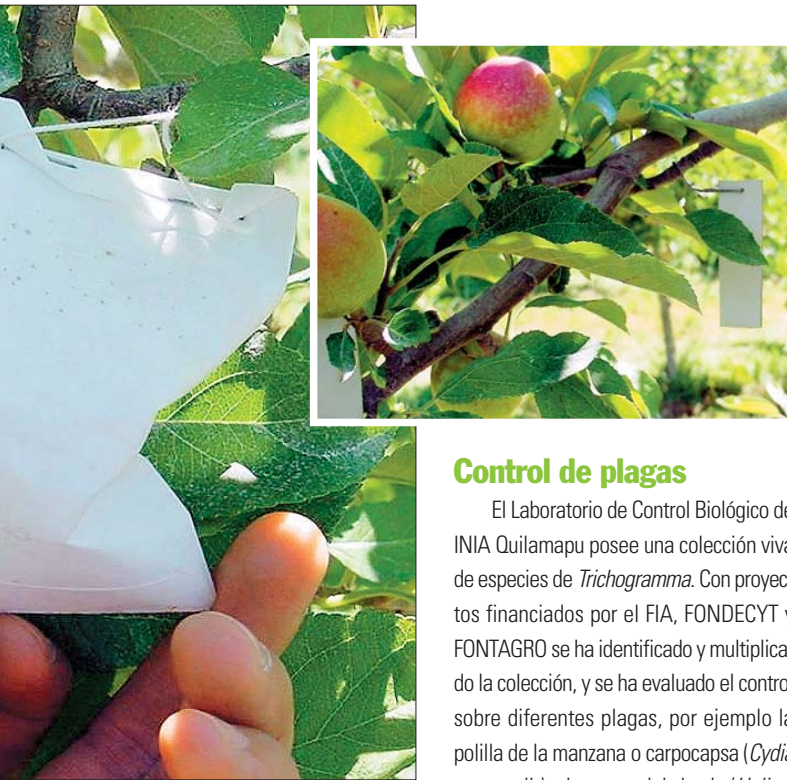 Control de plagas
El Laboratorio de Control Biológico de
INIA Quilamapu posee una colección viva
de especies de Trichogramma. Con proyec-
tos financiados por el FIA, FONDECYT y
FONTAGRO se ha identificado y multiplica-
do la colección, y se ha evaluado el control
sobre diferentes plagas, por ejemplo la
polilla de la manzana o carpocapsa (Cydia